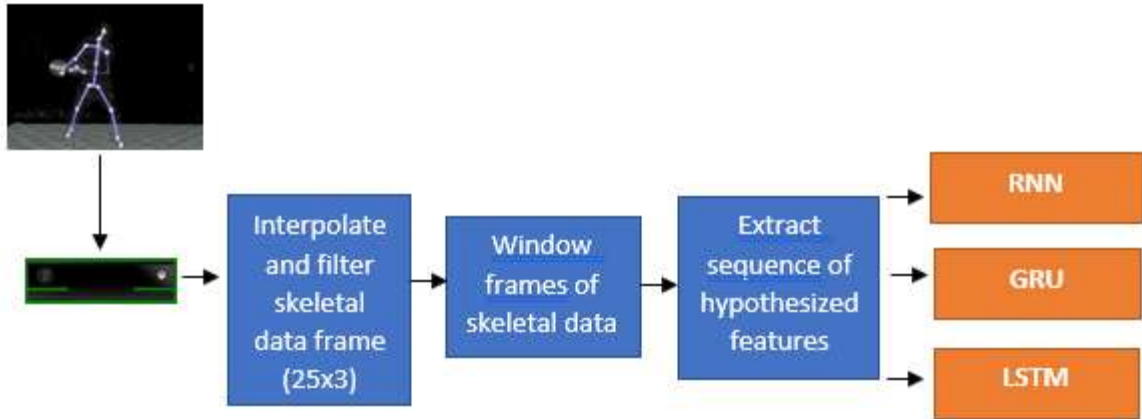 Interpolate
and filter
skeletal
data frame
(25x3)
Window
frames of
skeletal data
Extract
sequence of
hypothesized
features
RNN
GRU
LSTM